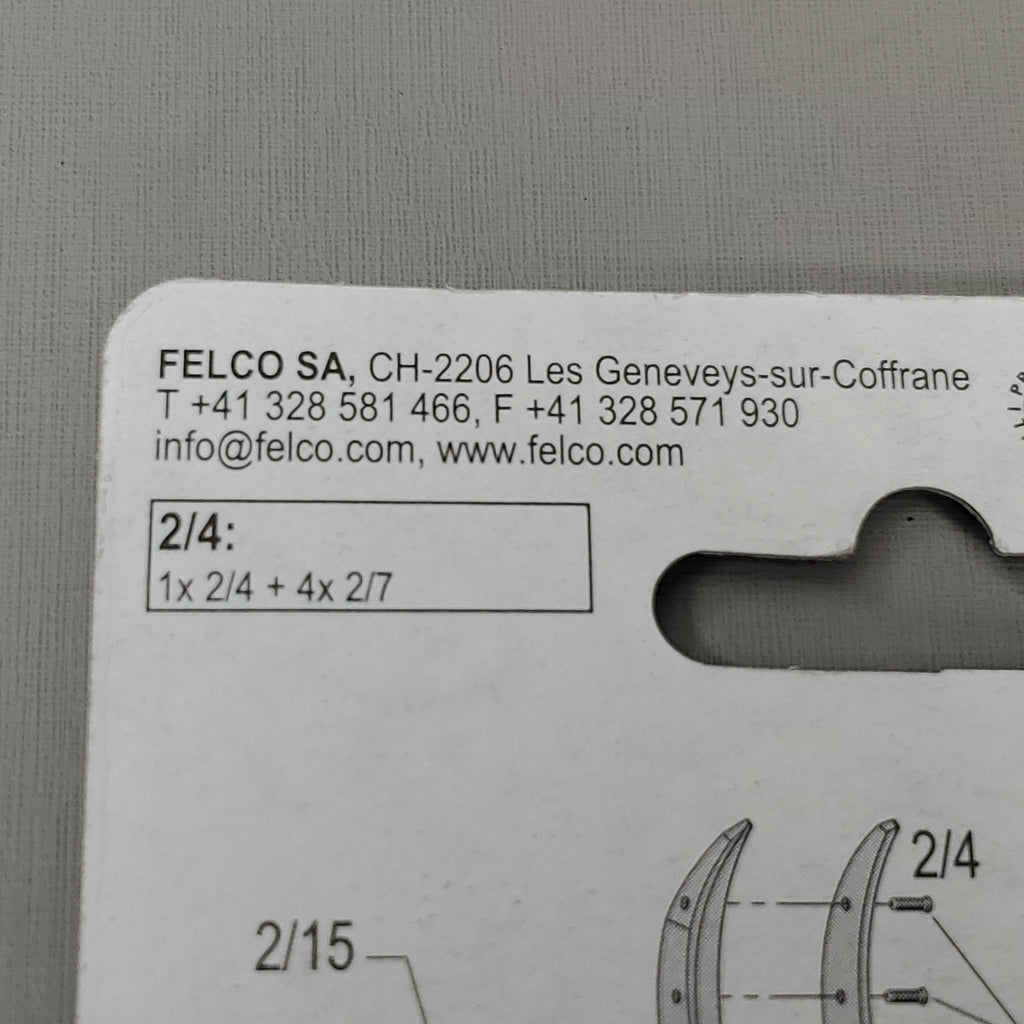 FELCO SA, CH-2206 Les Geneveys-sur-Coffrane
T +41 328 581 466, F +41 328 571 930
info@felco.com, www.felco.com
2/4:
1x 2/4 + 4x 2/7
2/4
2/15